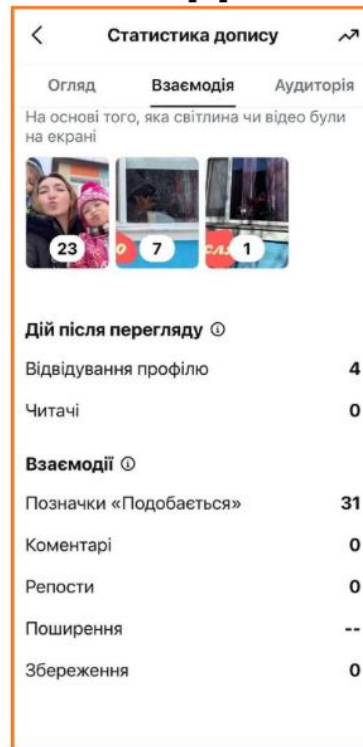 Статистика допису
Огляд Взаємодія Аудиторія
На основі того, яка світлина чи відео були
на екрані
23 7 1
Дій після перегляду
Відвідування профілю 4
Читачі 0
Взаємодії
Позначки «Подобається» 31
Коментарі 0
Репости 0
Поширення --
Збереження 0